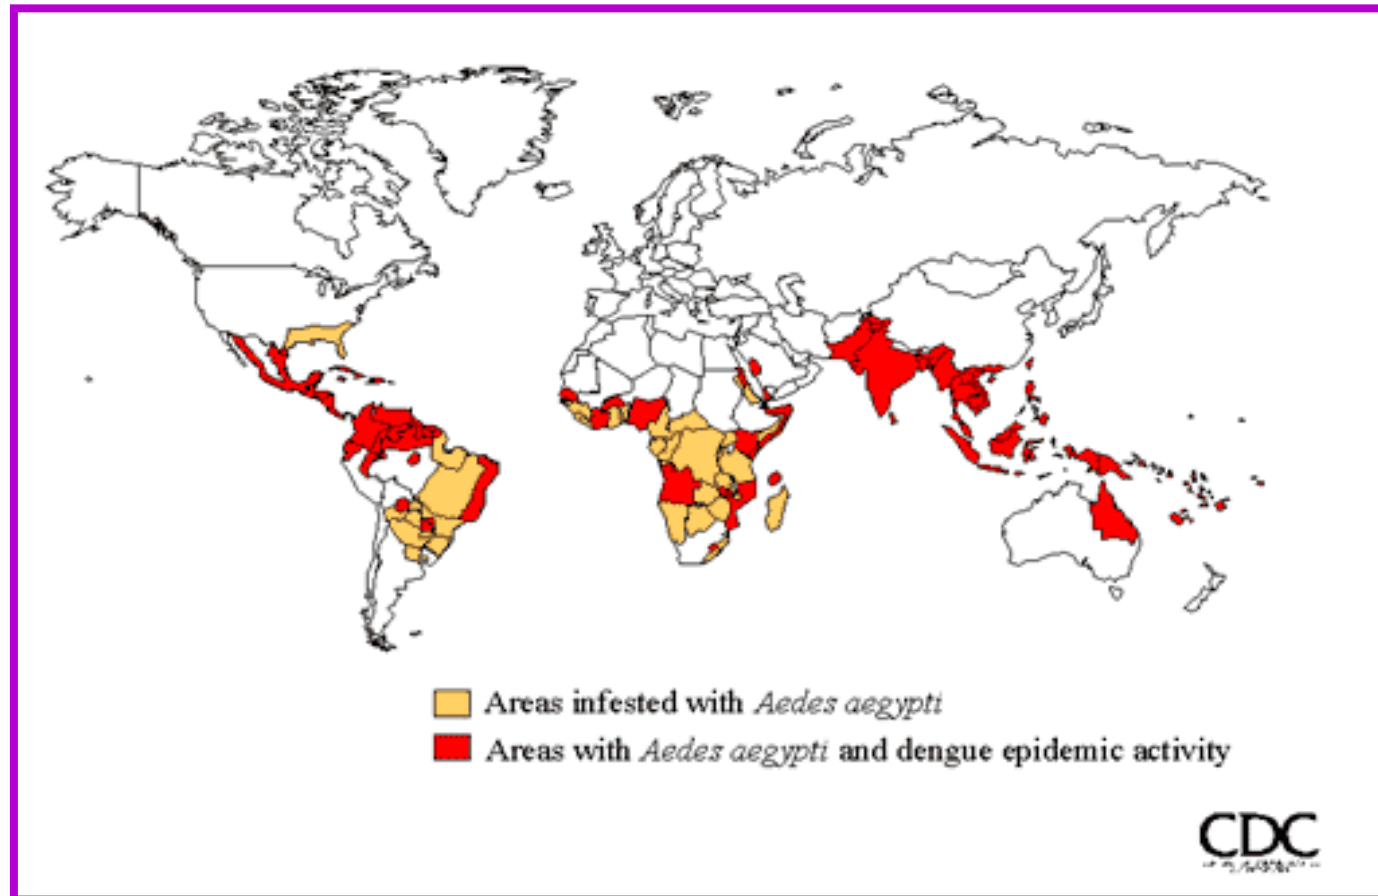 Areas infested with Aedes aegypti
Areas with Aedes aegypti and dengue epidemic activity
CDC